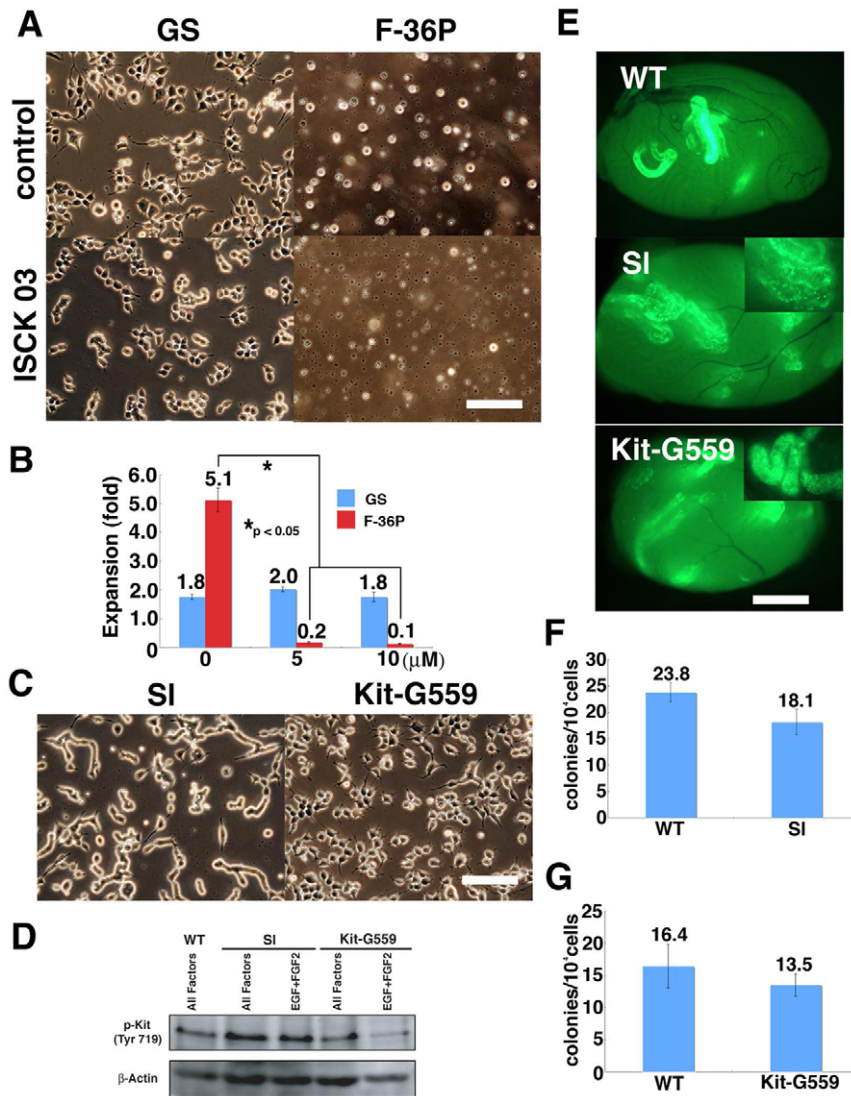 A
GS
F-36P
control
ISCK 03
B
Expansion (fold)
6.0
5.0
4.0
3.0
2.0
1.0
0
1.8
5.1
2.0
0.2
1.8
0.1
*
*p < 0.05
GS
F-36P
0
5
10 (μM)
C
SI
Kit-G559
D
WT
SI
Kit-G559
All Factors
All Factors
EGF+FGF2
All Factors
EGF+FGF2
p-Kit
(Tyr 719)
β-Actin
E
WT
SI
Kit-G559
F
colonies/10⁴cells
30
25
20
15
10
5
0
23.8
18.1
WT
SI
G
colonies/10⁴cells
25
20
15
10
5
0
16.4
13.5
WT
Kit-G559